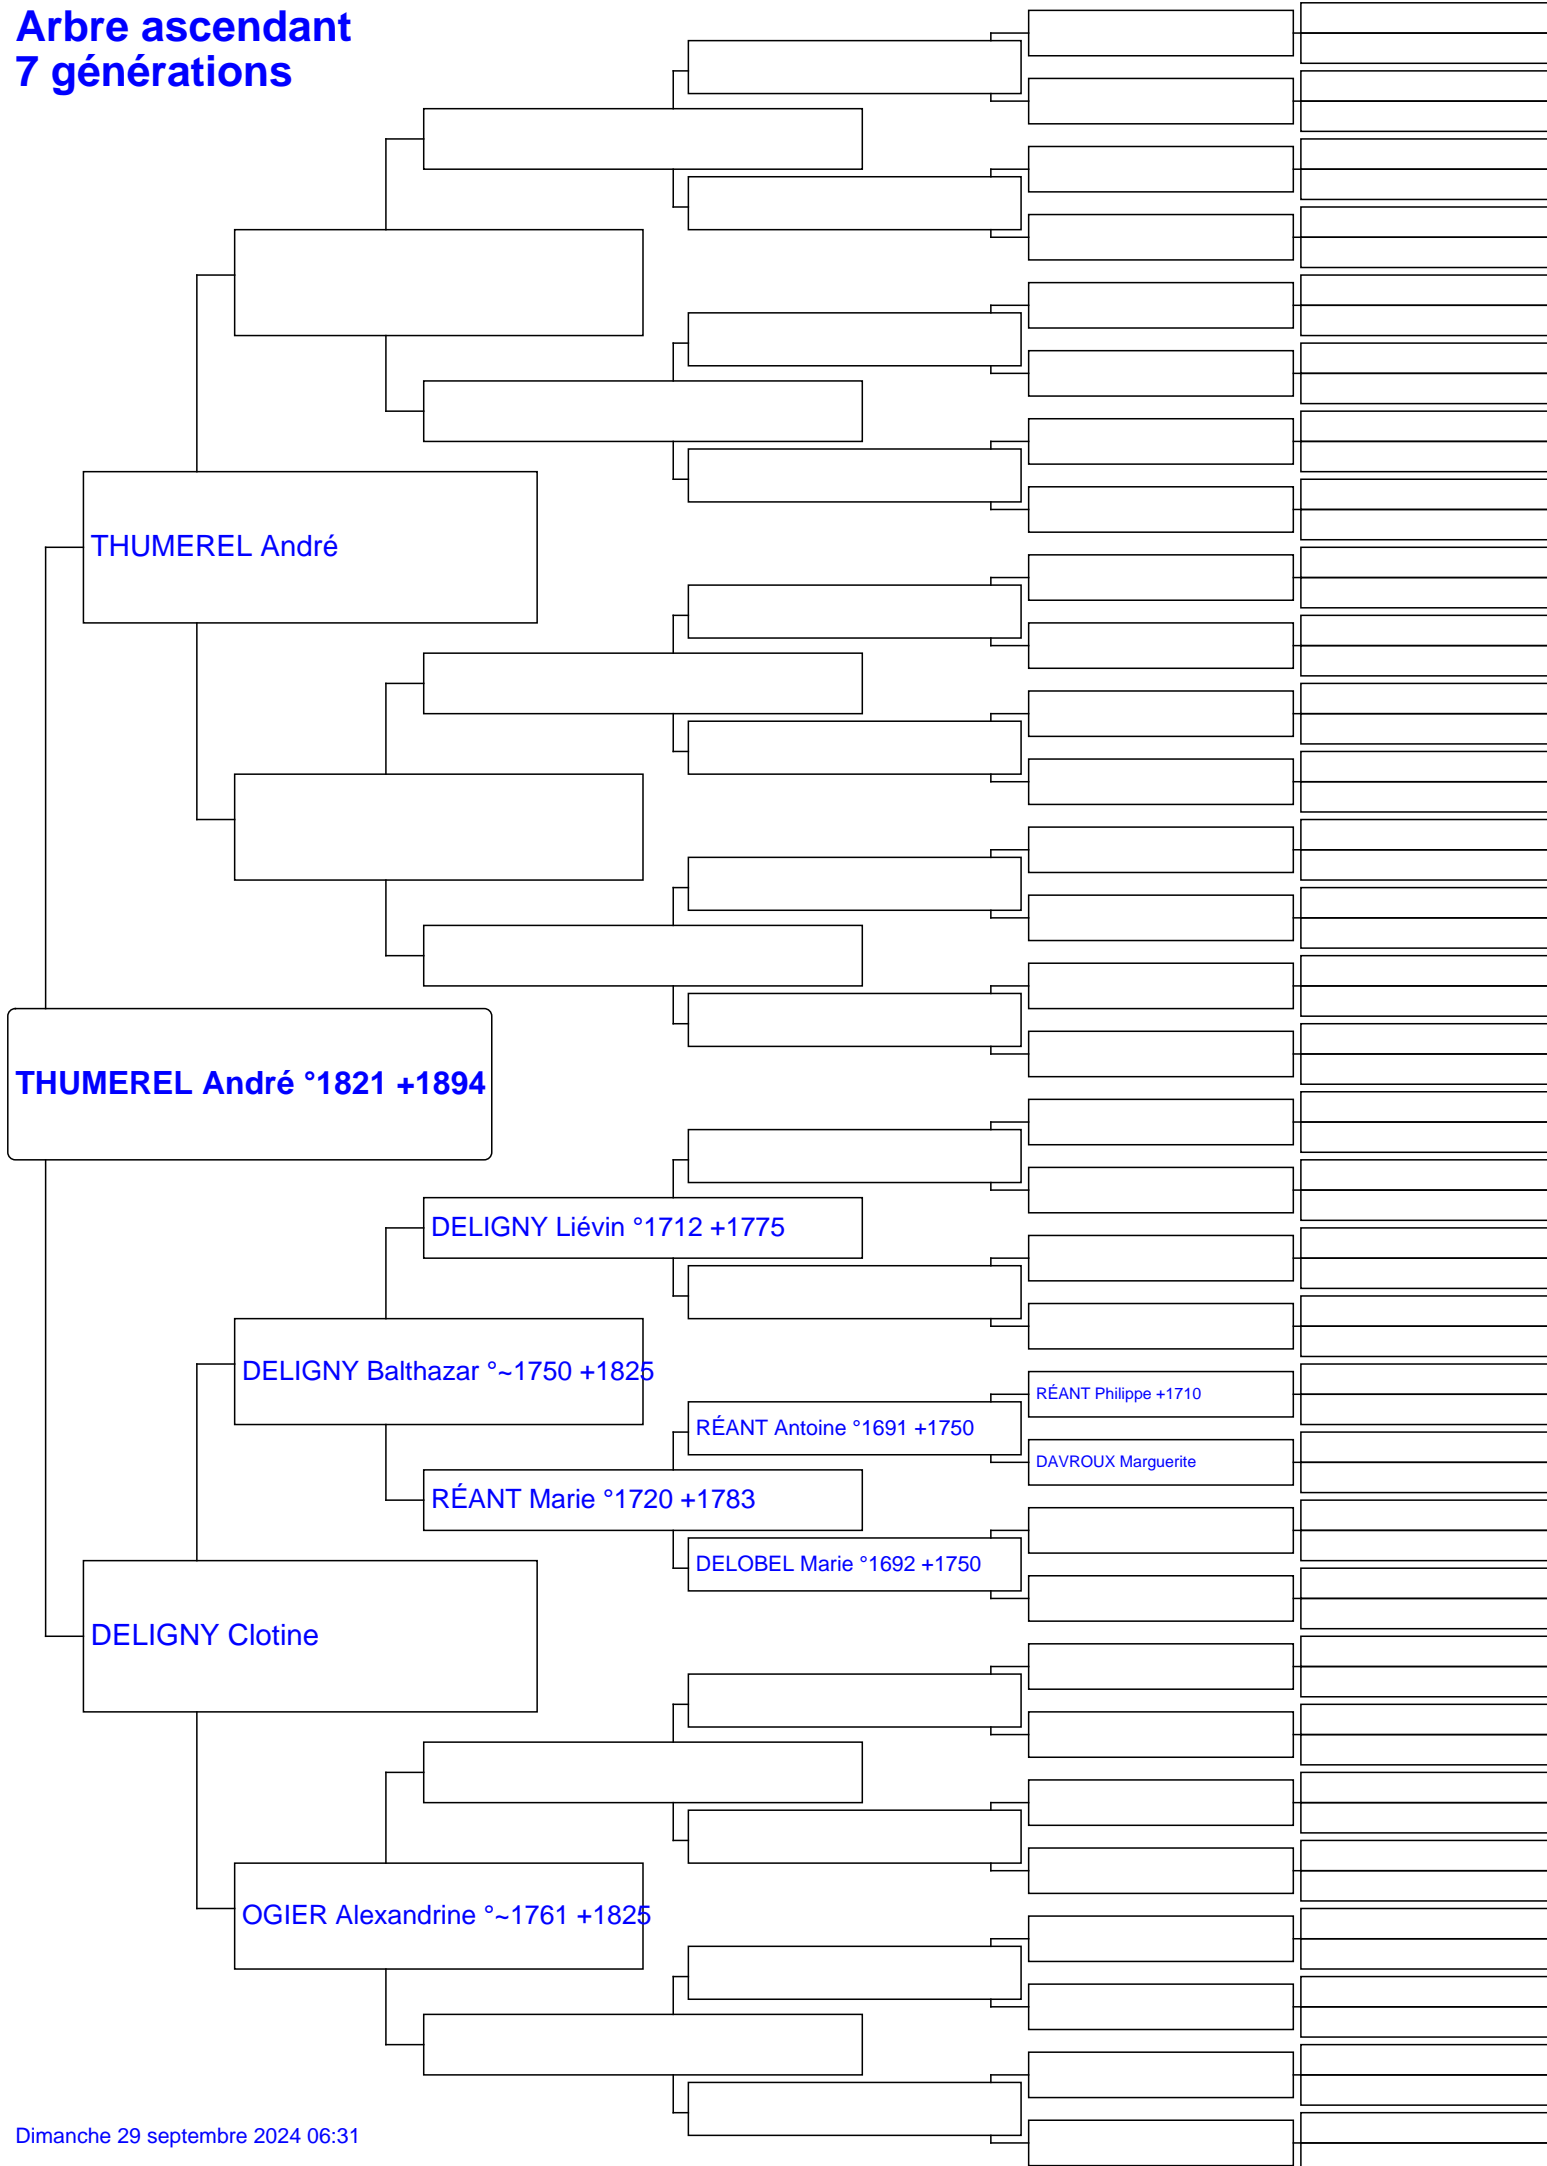 Arbre ascendant
7 générations
THUMEREL André
THUMEREL André °1821 +1894
DELIGNY Liévin °1712 +1775
DELIGNY Balthazar °~1750 +1825
RÉANT Philippe +1710
RÉANT Antoine °1691 +1750
DAVROUX Marguerite
RÉANT Marie °1720 +1783
DELOBEL Marie °1692 +1750
DELIGNY Clotine
OGIER Alexandrine °~1761 +1825
Dimanche 29 septembre 2024 06:31